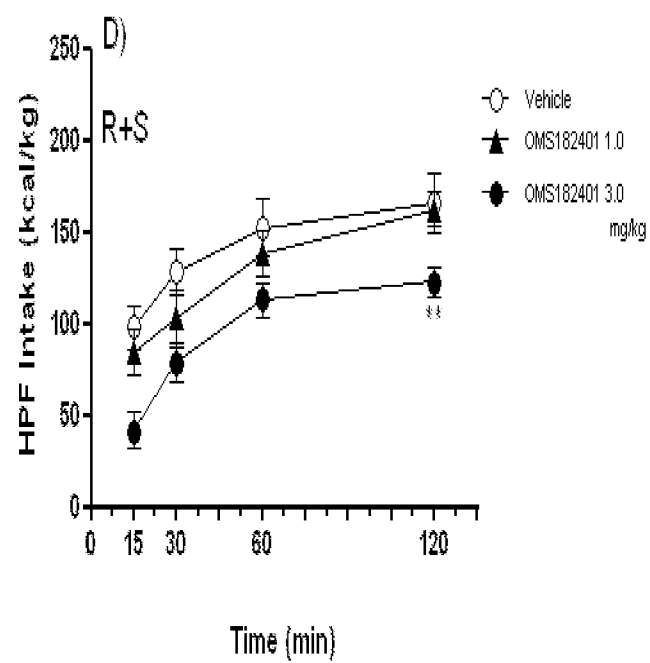 D)
R+S
250
200
150
100
50
0
HPF Intake (kcal/kg)
0 15 30 60 120
Time (min)
Vehicle
OMS182401 1.0
OMS182401 3.0
mg/kg
**